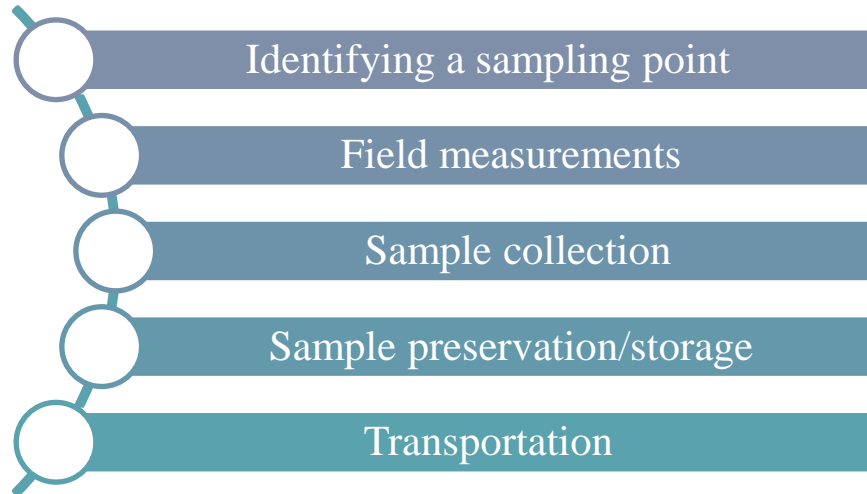 Identifying a sampling point
Field measurements
Sample collection
Sample preservation/storage
Transportation